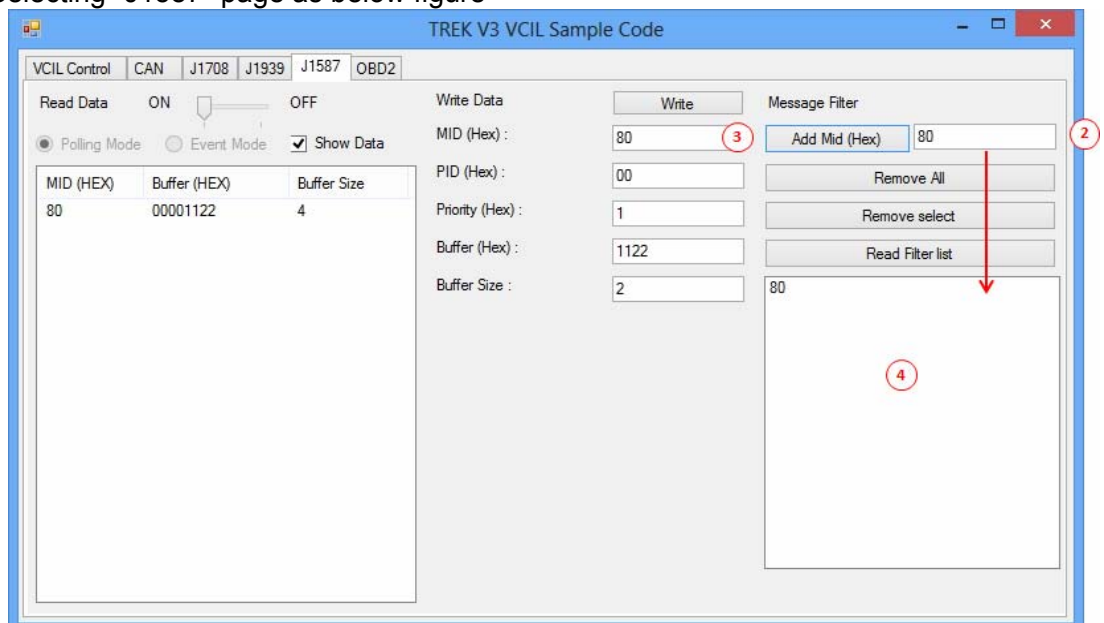 selecting "J1587" page as below figure
TREK V3 VCIL Sample Code
VCIL Control CAN J1708 J1939 J1587 OBD2
Read Data ON OFF
Polling Mode Event Mode Show Data
MID (HEX) Buffer (HEX) Buffer Size
80 00001122 4
Write Data Write
MID (Hex) : 80 3
PID (Hex) : 00
Priority (Hex) : 1
Buffer (Hex) : 1122
Buffer Size : 2
Message Filter
Add Mid (Hex) 80 2
Remove All
Remove select
Read Filter list
80
4